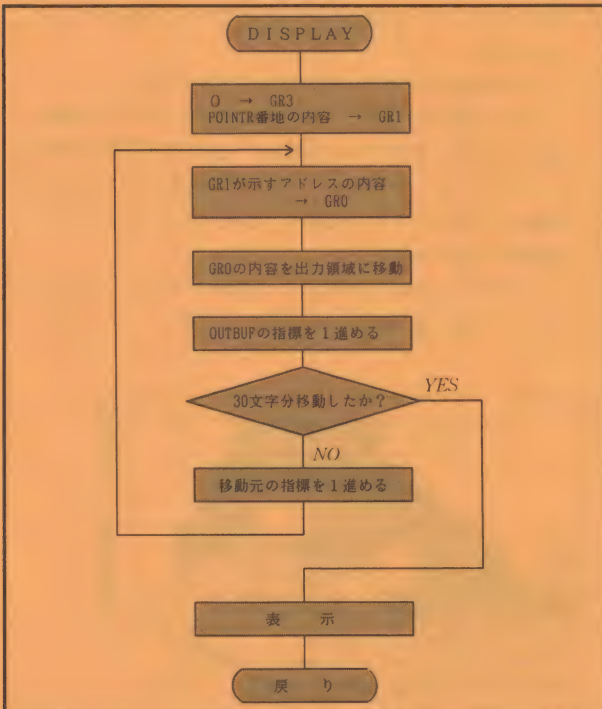 DISPLAY
0 → GR3
POINTR番地の内容 → GR1
GR1が示すアドレスの内容
→ GR0
GR0の内容を出力領域に移動
OUTBUFの指標を1進める
30文字分移動したか?
YES
NO
移動元の指標を1進める
表 示
戻 り